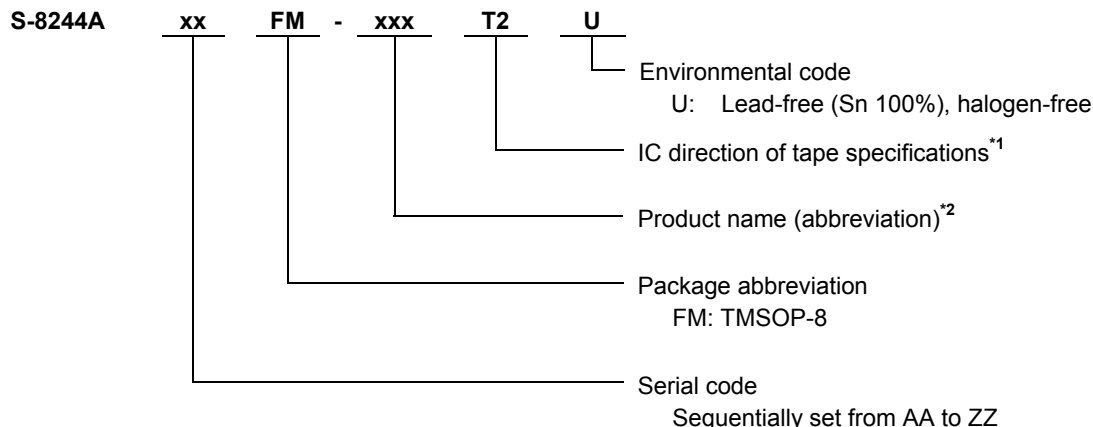 S-8244A xx FM - xxx T2 U
Environmental code
U: Lead-free (Sn 100%), halogen-free
IC direction of tape specifications*1
Product name (abbreviation)*2
Package abbreviation
FM: TMSOP-8
Serial code
Sequentially set from AA to ZZ